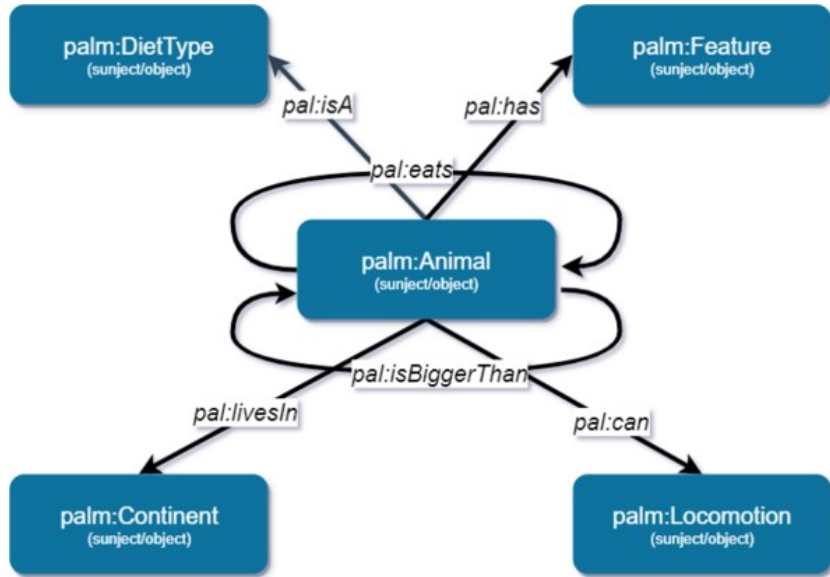 palm:DietType
(sunject/object)
palm:Feature
(sunject/object)
pal:isA
pal:has
pal:eats
palm:Animal
(sunject/object)
pal:isBiggerThan
pal:livesIn
pal:can
palm:Continent
(sunject/object)
palm:Locomotion
(sunject/object)